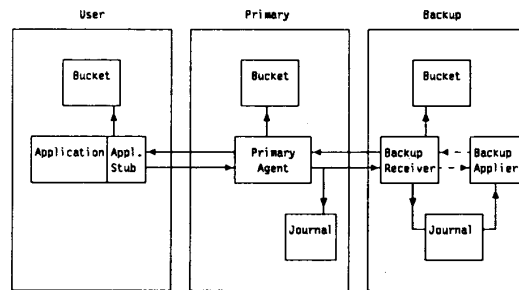 User
Primary
Backup
Bucket
Bucket
Bucket
Application
Appl.
Stub
Primary
Agent
Backup
Receiver
Backup
Applier
Journal
Journal